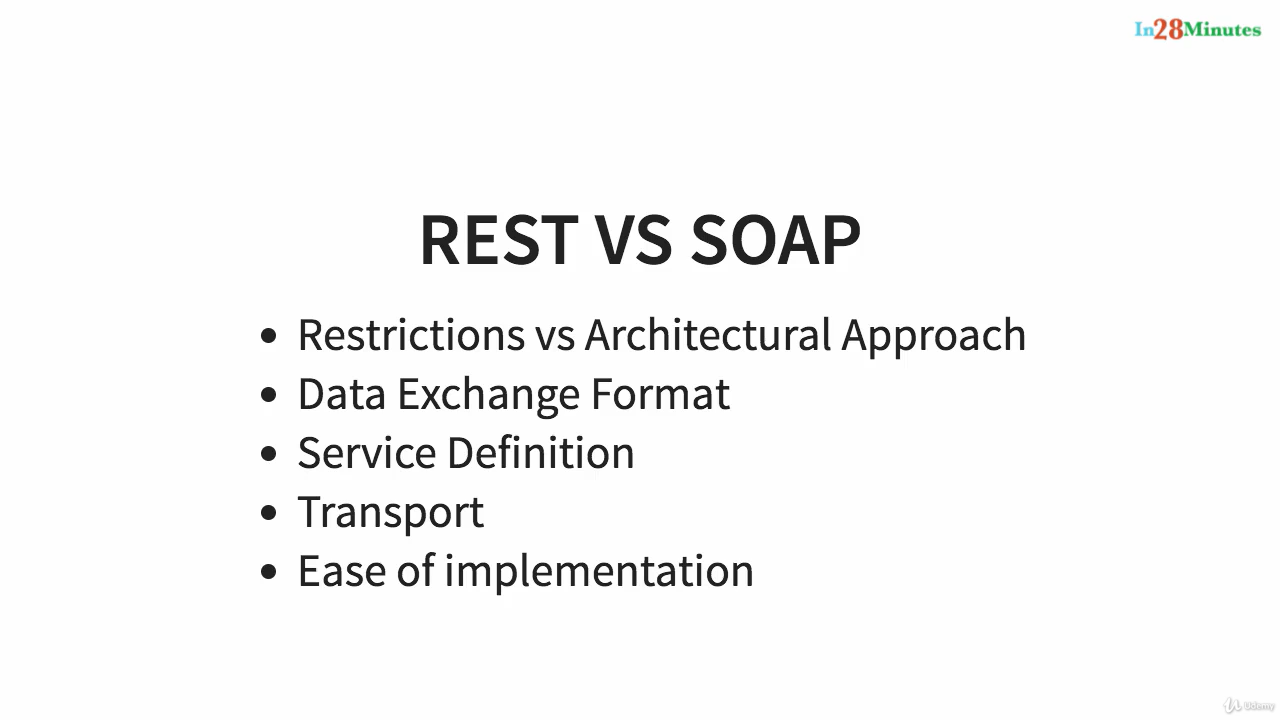 In28Minutes
REST VS SOAP
• Restrictions vs Architectural Approach
• Data Exchange Format
• Service Definition
• Transport
• Ease of implementation
Udemy